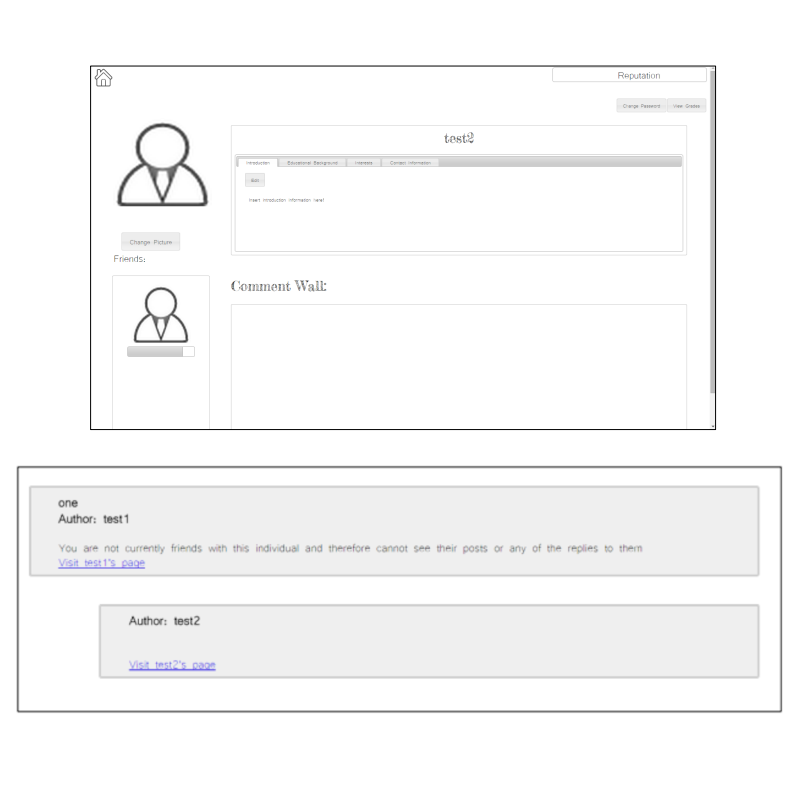 Reputation
Change Password View Grades
test2
Introduction Educational Background Interests Contact Information
Edit
Insert introduction information here!
Change Picture
Friends:
Comment Wall:
one
Author: test1
You are not currently friends with this individual and therefore cannot see their posts or any of the replies to them
Visit test1's page
Author: test2
Visit test2's page